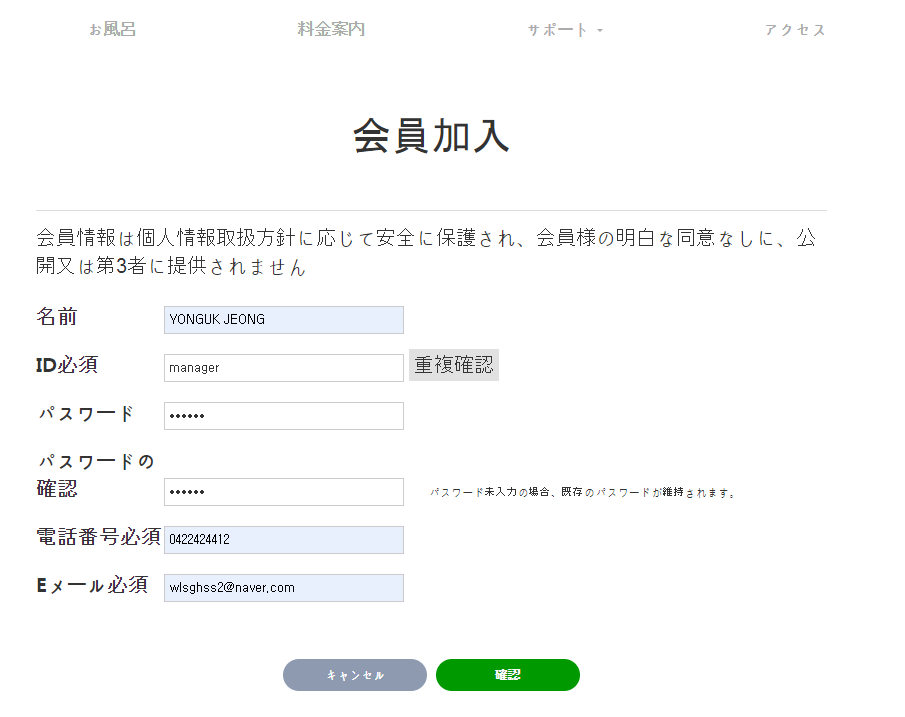 お風呂 料金案内 サポート アクセス
会員加入
会員情報は個人情報取扱方針に応じて安全に保護され、会員様の明白な同意なしに、公
開又は第3者に提供されません
名前 YONGUK JEONG
ID必須 manager 重複確認
パスワード ••••••
パスワードの
確認 •••••• パスワード未入力の場合、既存のパスワードが維持されます。
電話番号必須 0422424412
Eメール必須 wlsghss2@naver.com
キャンセル 確認